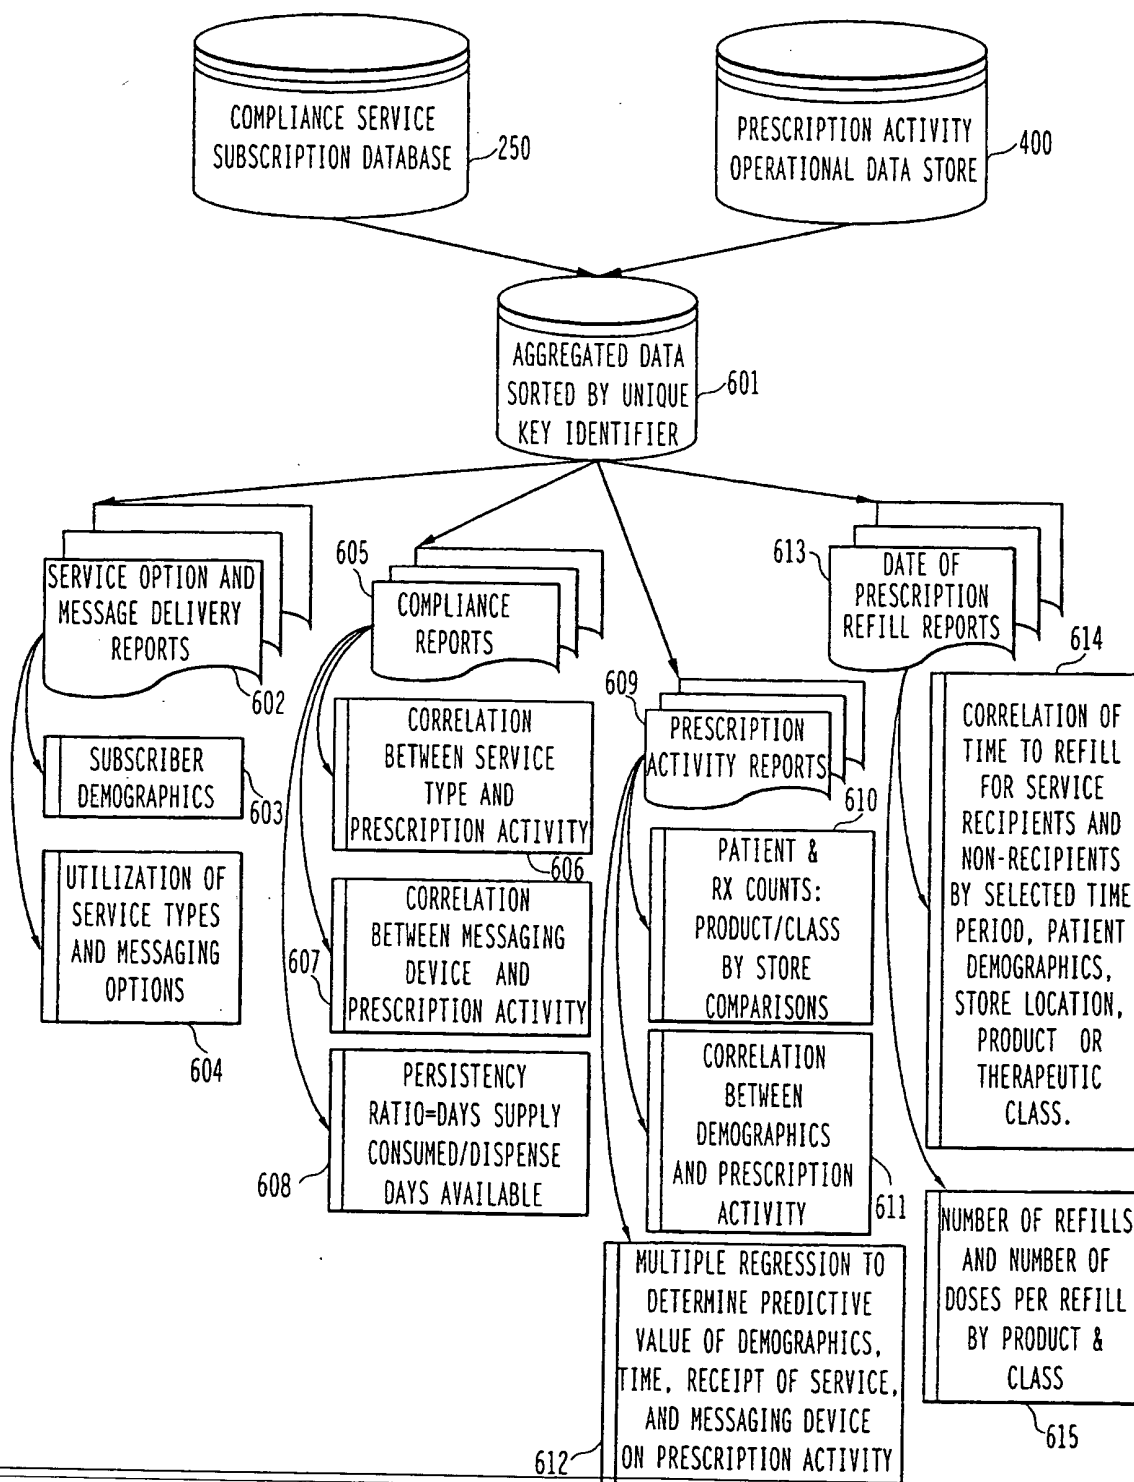 COMPLIANCE SERVICE
SUBSCRIPTION DATABASE
250
PRESCRIPTION ACTIVITY
OPERATIONAL DATA STORE
400
AGGREGATED DATA
SORTED BY UNIQUE
KEY IDENTIFIER
601
SERVICE OPTION AND
MESSAGE DELIVERY
REPORTS
602
SUBSCRIBER
DEMOGRAPHICS
603
UTILIZATION OF
SERVICE TYPES
AND MESSAGING
OPTIONS
604
605
COMPLIANCE
REPORTS
CORRELATION
BETWEEN SERVICE
TYPE AND
PRESCRIPTION ACTIVITY
606
CORRELATION
BETWEEN MESSAGING
DEVICE AND
PRESCRIPTION ACTIVITY
607
PERSISTENCY
RATIO=DAYS SUPPLY
CONSUMED/DISPENSE
DAYS AVAILABLE
608
609
PRESCRIPTION
ACTIVITY REPORTS
610
PATIENT &
RX COUNTS:
PRODUCT/CLASS
BY STORE
COMPARISONS
CORRELATION
BETWEEN
DEMOGRAPHICS
AND PRESCRIPTION
ACTIVITY
611
MULTIPLE REGRESSION TO
DETERMINE PREDICTIVE
VALUE OF DEMOGRAPHICS,
TIME, RECEIPT OF SERVICE,
AND MESSAGING DEVICE
ON PRESCRIPTION ACTIVITY
612
613
DATE OF
PRESCRIPTION
REFILL REPORTS
614
CORRELATION OF
TIME TO REFILL
FOR SERVICE
RECIPIENTS AND
NON-RECIPIENTS
BY SELECTED TIME
PERIOD, PATIENT
DEMOGRAPHICS,
STORE LOCATION,
PRODUCT OR
THERAPEUTIC
CLASS.
NUMBER OF REFILLS
AND NUMBER OF
DOSES PER REFILL
BY PRODUCT &
CLASS
615